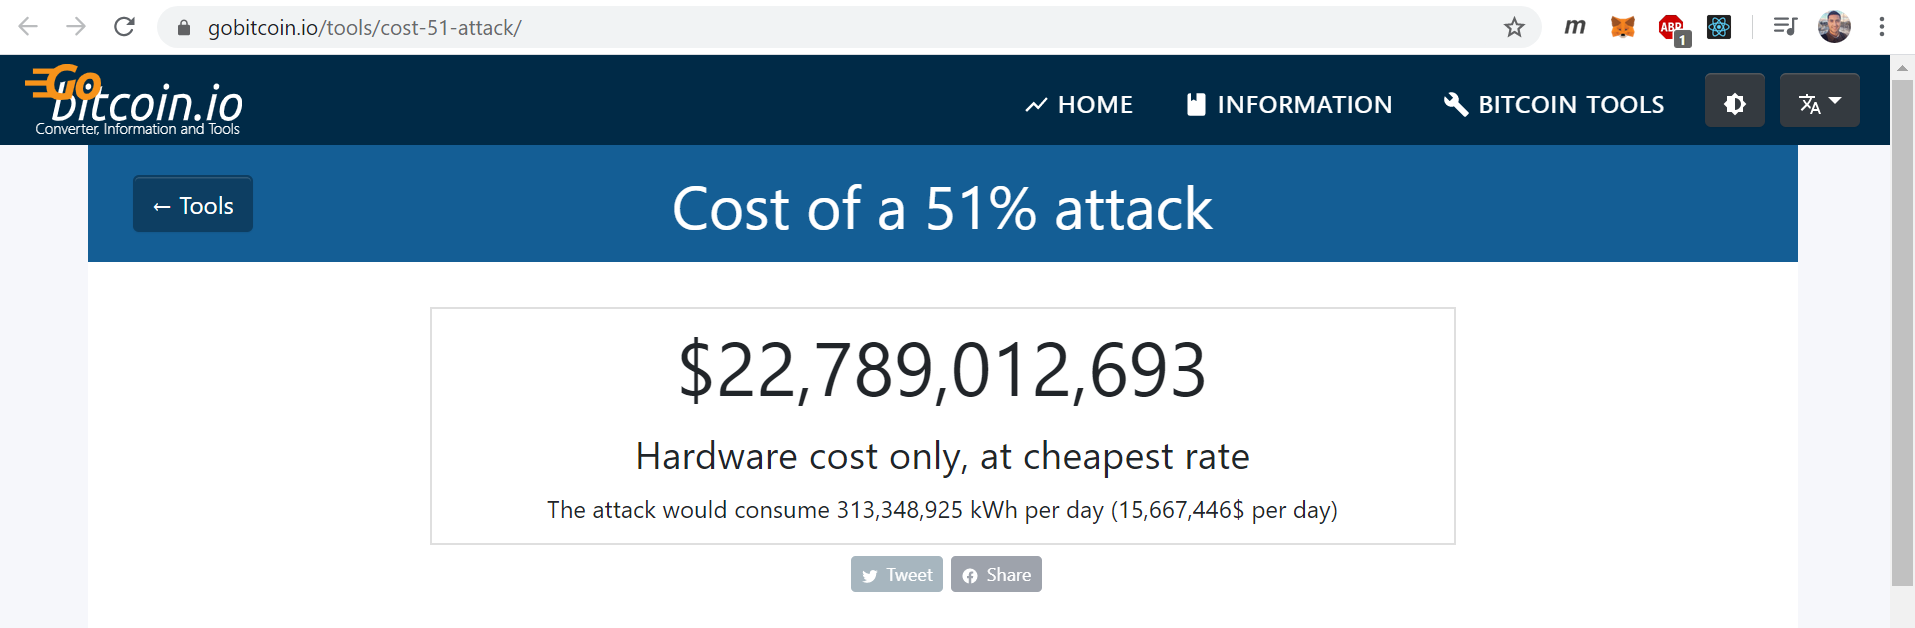 gobitcoin.io/tools/cost-51-attack/
m
ABP
1
Go
bitcoin.io
Converter, Information and Tools
HOME
INFORMATION
BITCOIN TOOLS
← Tools
Cost of a 51% attack
$22,789,012,693
Hardware cost only, at cheapest rate
The attack would consume 313,348,925 kWh per day (15,667,446$ per day)
Tweet
Share